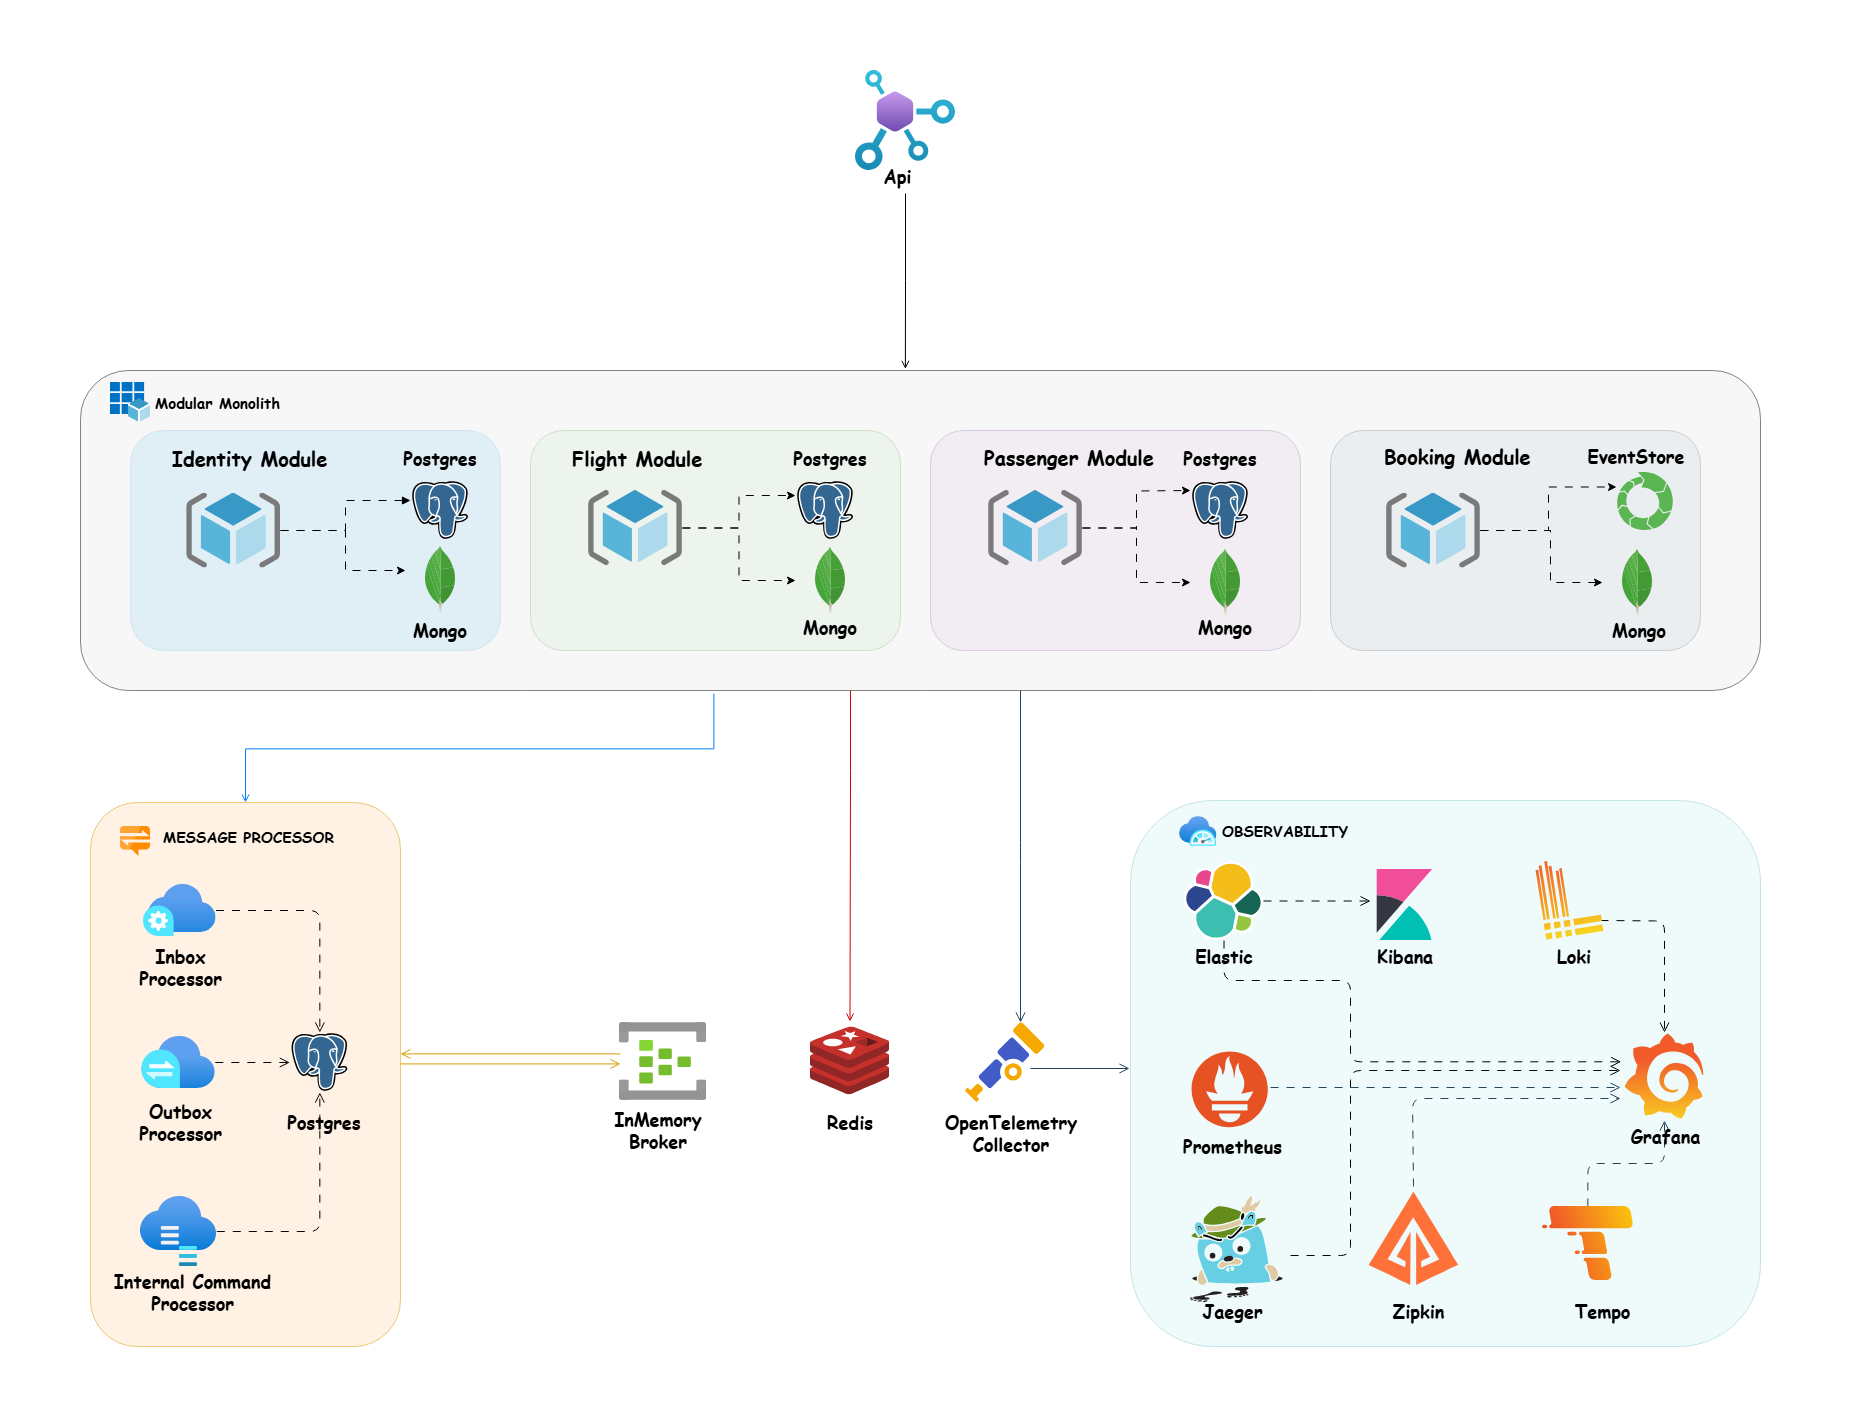 Api
Modular Monolith
Identity Module
Postgres
Mongo
Flight Module
Postgres
Mongo
Passenger Module
Postgres
Mongo
Booking Module
EventStore
Mongo
MESSAGE PROCESSOR
Inbox
Processor
Outbox
Processor
Postgres
Internal Command
Processor
InMemory
Broker
Redis
OpenTelemetry
Collector
OBSERVABILITY
Elastic
Kibana
Loki
Prometheus
Grafana
Jaeger
Zipkin
Tempo